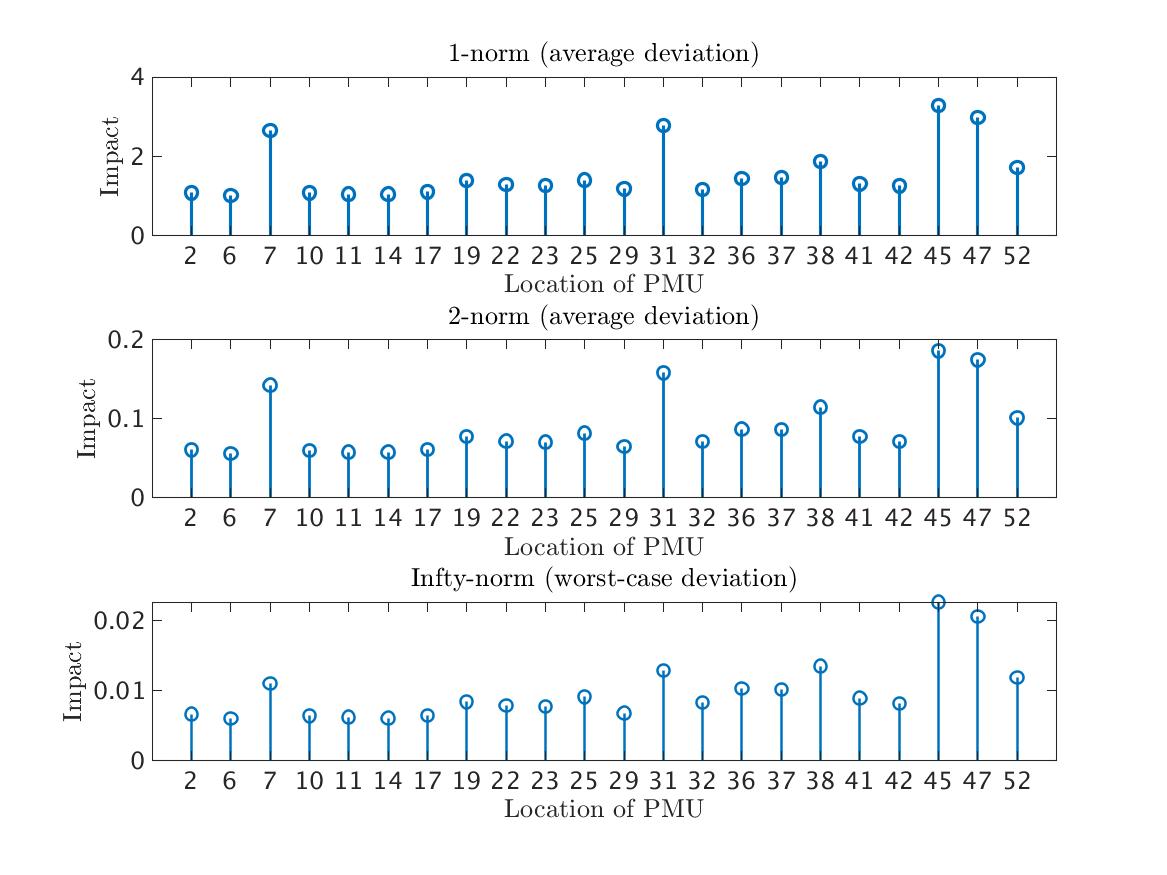 1-norm (average deviation)
4
2
0
Impact
2 6 7 10 11 14 17 19 22 23 25 29 31 32 36 37 38 41 42 45 47 52
Location of PMU
2-norm (average deviation)
0.2
0.1
0
Impact
2 6 7 10 11 14 17 19 22 23 25 29 31 32 36 37 38 41 42 45 47 52
Location of PMU
Infty-norm (worst-case deviation)
0.02
0.01
0
Impact
2 6 7 10 11 14 17 19 22 23 25 29 31 32 36 37 38 41 42 45 47 52
Location of PMU